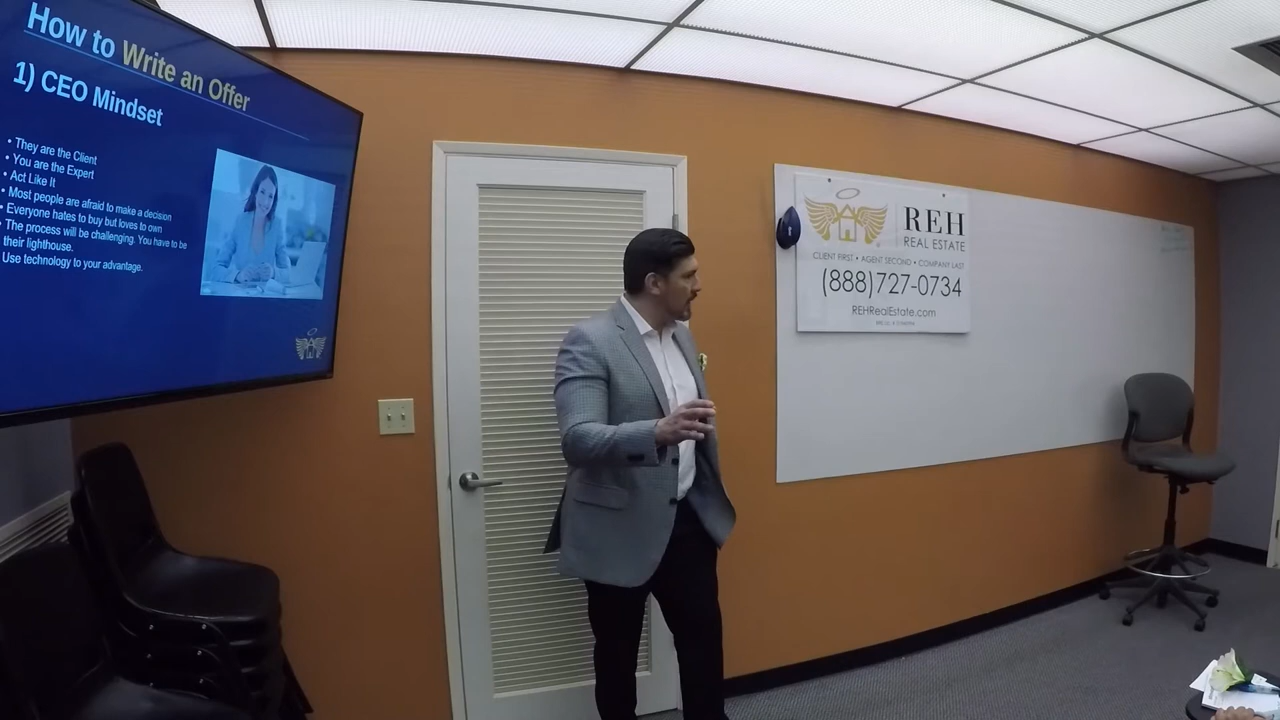 How to Write an Offer
1) CEO Mindset
• They are the Client
• You are the Expert
• Act Like It
• Most people are afraid to make a decision
• Everyone hates to buy but loves to own
• The process will be challenging. You have to be
their lighthouse.
Use technology to your advantage.
REH
REAL ESTATE
CLIENT FIRST • AGENT SECOND • COMPANY LAST
(888)727-0734
REHRealEstate.com